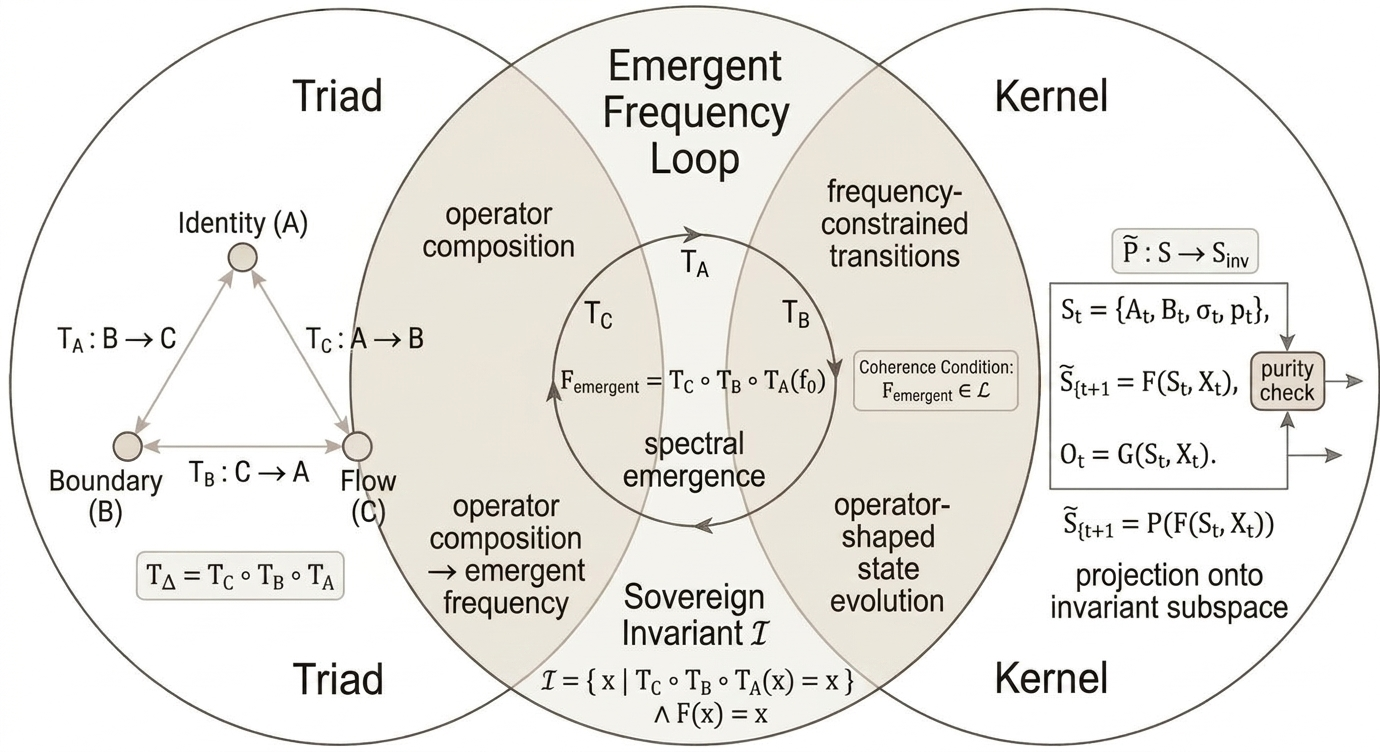 Triad
Identity (A)
T_A : B → C
T_C : A → B
Boundary
(B)
T_B : C → A
Flow
(C)
T_Δ = T_C ∘ T_B ∘ T_A
Triad
operator
composition
operator
composition
→ emergent
frequency
Emergent
Frequency
Loop
T_A
T_C
T_B
F_emergent = T_C ∘ T_B ∘ T_A(f₀)
spectral
emergence
Sovereign
Invariant ℐ
ℐ = { x | T_C ∘ T_B ∘ T_A(x) = x }
∧ F(x) = x
frequency-
constrained
transitions
Coherence Condition:
F_emergent ∈ ℒ
operator-
shaped
state
evolution
Kernel
P̃ : S → S_inv
S_t = {A_t, B_t, σ_t, p_t},
S̃_{t+1 = F(S_t, X_t),
O_t = G(S_t, X_t).
purity
check
S̃_{t+1 = P(F(S_t, X_t))
projection onto
invariant subspace
Kernel